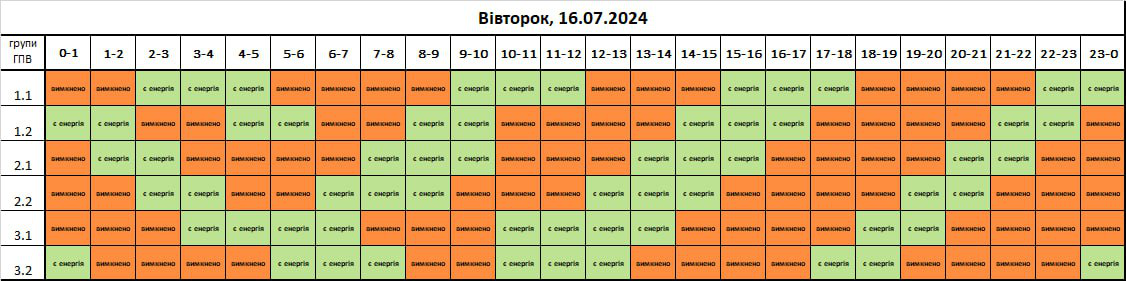 Вівторок, 16.07.2024
групи ГПВ 0-1 1-2 2-3 3-4 4-5 5-6 6-7 7-8 8-9 9-10 10-11 11-12 12-13 13-14 14-15 15-16 16-17 17-18 18-19 19-20 20-21 21-22 22-23 23-0
1.1 вимкнено вимкнено є енергія є енергія є енергія вимкнено вимкнено вимкнено вимкнено є енергія є енергія є енергія вимкнено вимкнено вимкнено є енергія є енергія є енергія вимкнено вимкнено вимкнено вимкнено є енергія є енергія
1.2 є енергія є енергія вимкнено вимкнено є енергія є енергія вимкнено вимкнено є енергія є енергія вимкнено вимкнено вимкнено вимкнено є енергія є енергія є енергія вимкнено вимкнено вимкнено вимкнено є енергія є енергія вимкнено
2.1 вимкнено є енергія є енергія вимкнено вимкнено вимкнено вимкнено є енергія є енергія є енергія вимкнено вимкнено вимкнено є енергія є енергія є енергія вимкнено вимкнено вимкнено вимкнено є енергія є енергія вимкнено вимкнено
2.2 вимкнено вимкнено є енергія є енергія вимкнено вимкнено є енергія є енергія є енергія вимкнено вимкнено вимкнено є енергія є енергія є енергія вимкнено вимкнено вимкнено вимкнено є енергія є енергія вимкнено вимкнено вимкнено
3.1 вимкнено вимкнено вимкнено є енергія є енергія є енергія є енергія вимкнено вимкнено вимкнено є енергія є енергія є енергія є енергія вимкнено вимкнено вимкнено вимкнено є енергія є енергія вимкнено вимкнено вимкнено вимкнено
3.2 є енергія вимкнено вимкнено вимкнено вимкнено є енергія є енергія є енергія вимкнено вимкнено є енергія є енергія є енергія вимкнено вимкнено вимкнено вимкнено є енергія є енергія вимкнено вимкнено вимкнено вимкнено є енергія